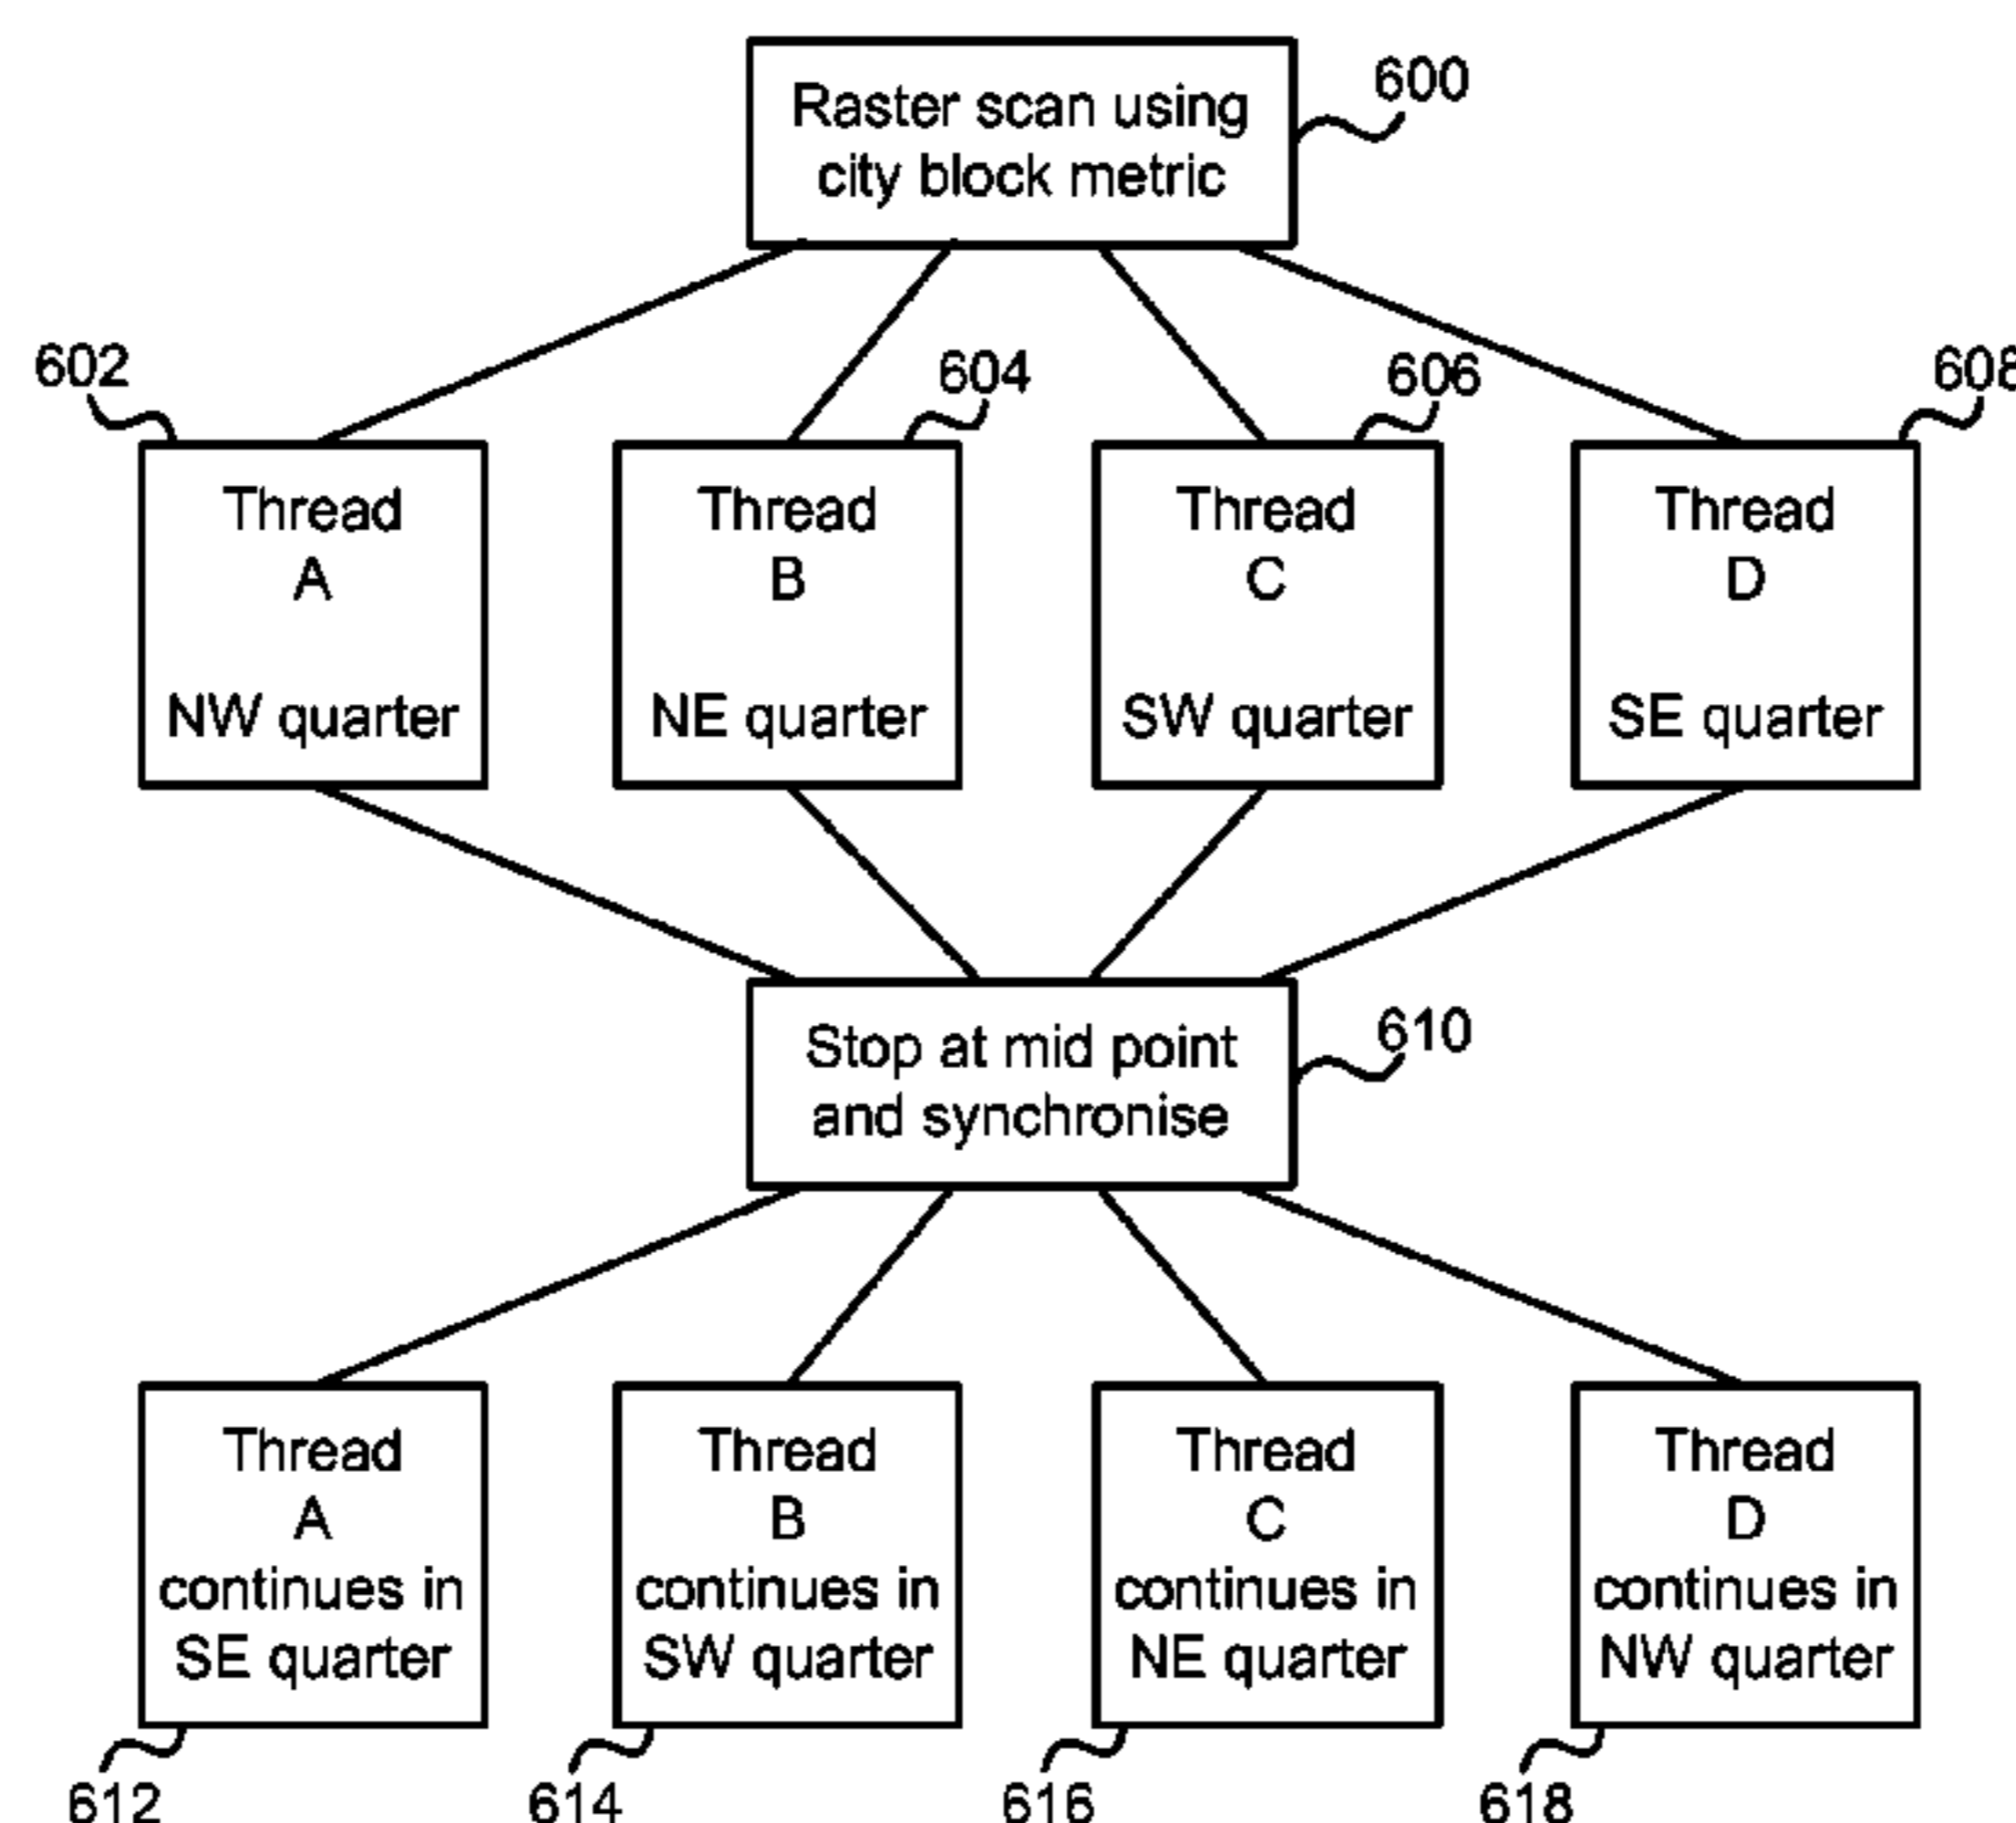 Raster scan using
city block metric
600
602
604
606
608
Thread
A
NW quarter
Thread
B
NE quarter
Thread
C
SW quarter
Thread
D
SE quarter
Stop at mid point
and synchronise
610
Thread
A
continues in
SE quarter
Thread
B
continues in
SW quarter
Thread
C
continues in
NE quarter
Thread
D
continues in
NW quarter
612
614
616
618